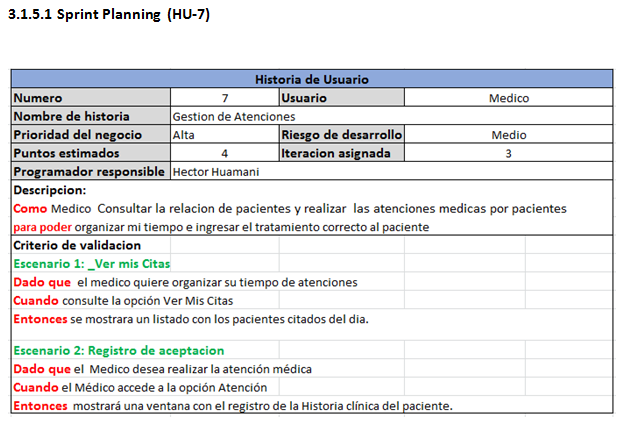 3.1.5.1 Sprint Planning (HU-7)
Historia de Usuario
Numero 7 Usuario Medico
Nombre de historia Gestion de Atenciones
Prioridad del negocio Alta Riesgo de desarrollo Medio
Puntos estimados 4 Iteracion asignada 3
Programador responsible Hector Huamani
Descripcion:
Como Medico Consultar la relacion de pacientes y realizar las atenciones medicas por pacientes
para poder organizar mi tiempo e ingresar el tratamiento correcto al paciente
Criterio de validacion
Escenario 1: _Ver mis Citas
Dado que el medico quiere organizar su tiempo de atenciones
Cuando consulte la opción Ver Mis Citas
Entonces se mostrara un listado con los pacientes citados del dia.
Escenario 2: Registro de aceptacion
Dado que el Medico desea realizar la atención médica
Cuando el Médico accede a la opción Atención
Entonces mostrará una ventana con el registro de la Historia clínica del paciente.